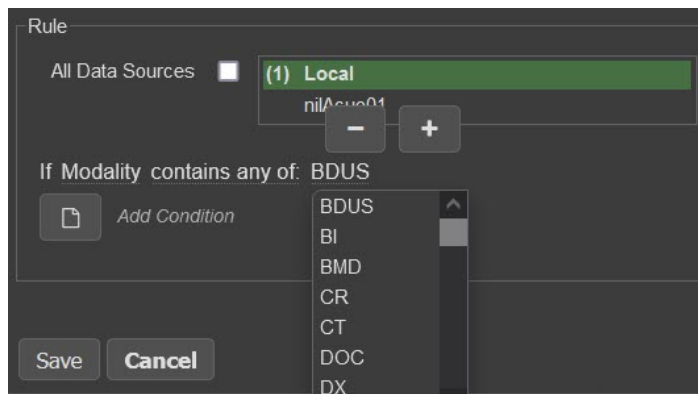 Rule
All Data Sources
(1) Local
− +
If Modality contains any of: BDUS
Add Condition
BDUS
BI
BMD
CR
CT
DOC
DX
Save Cancel